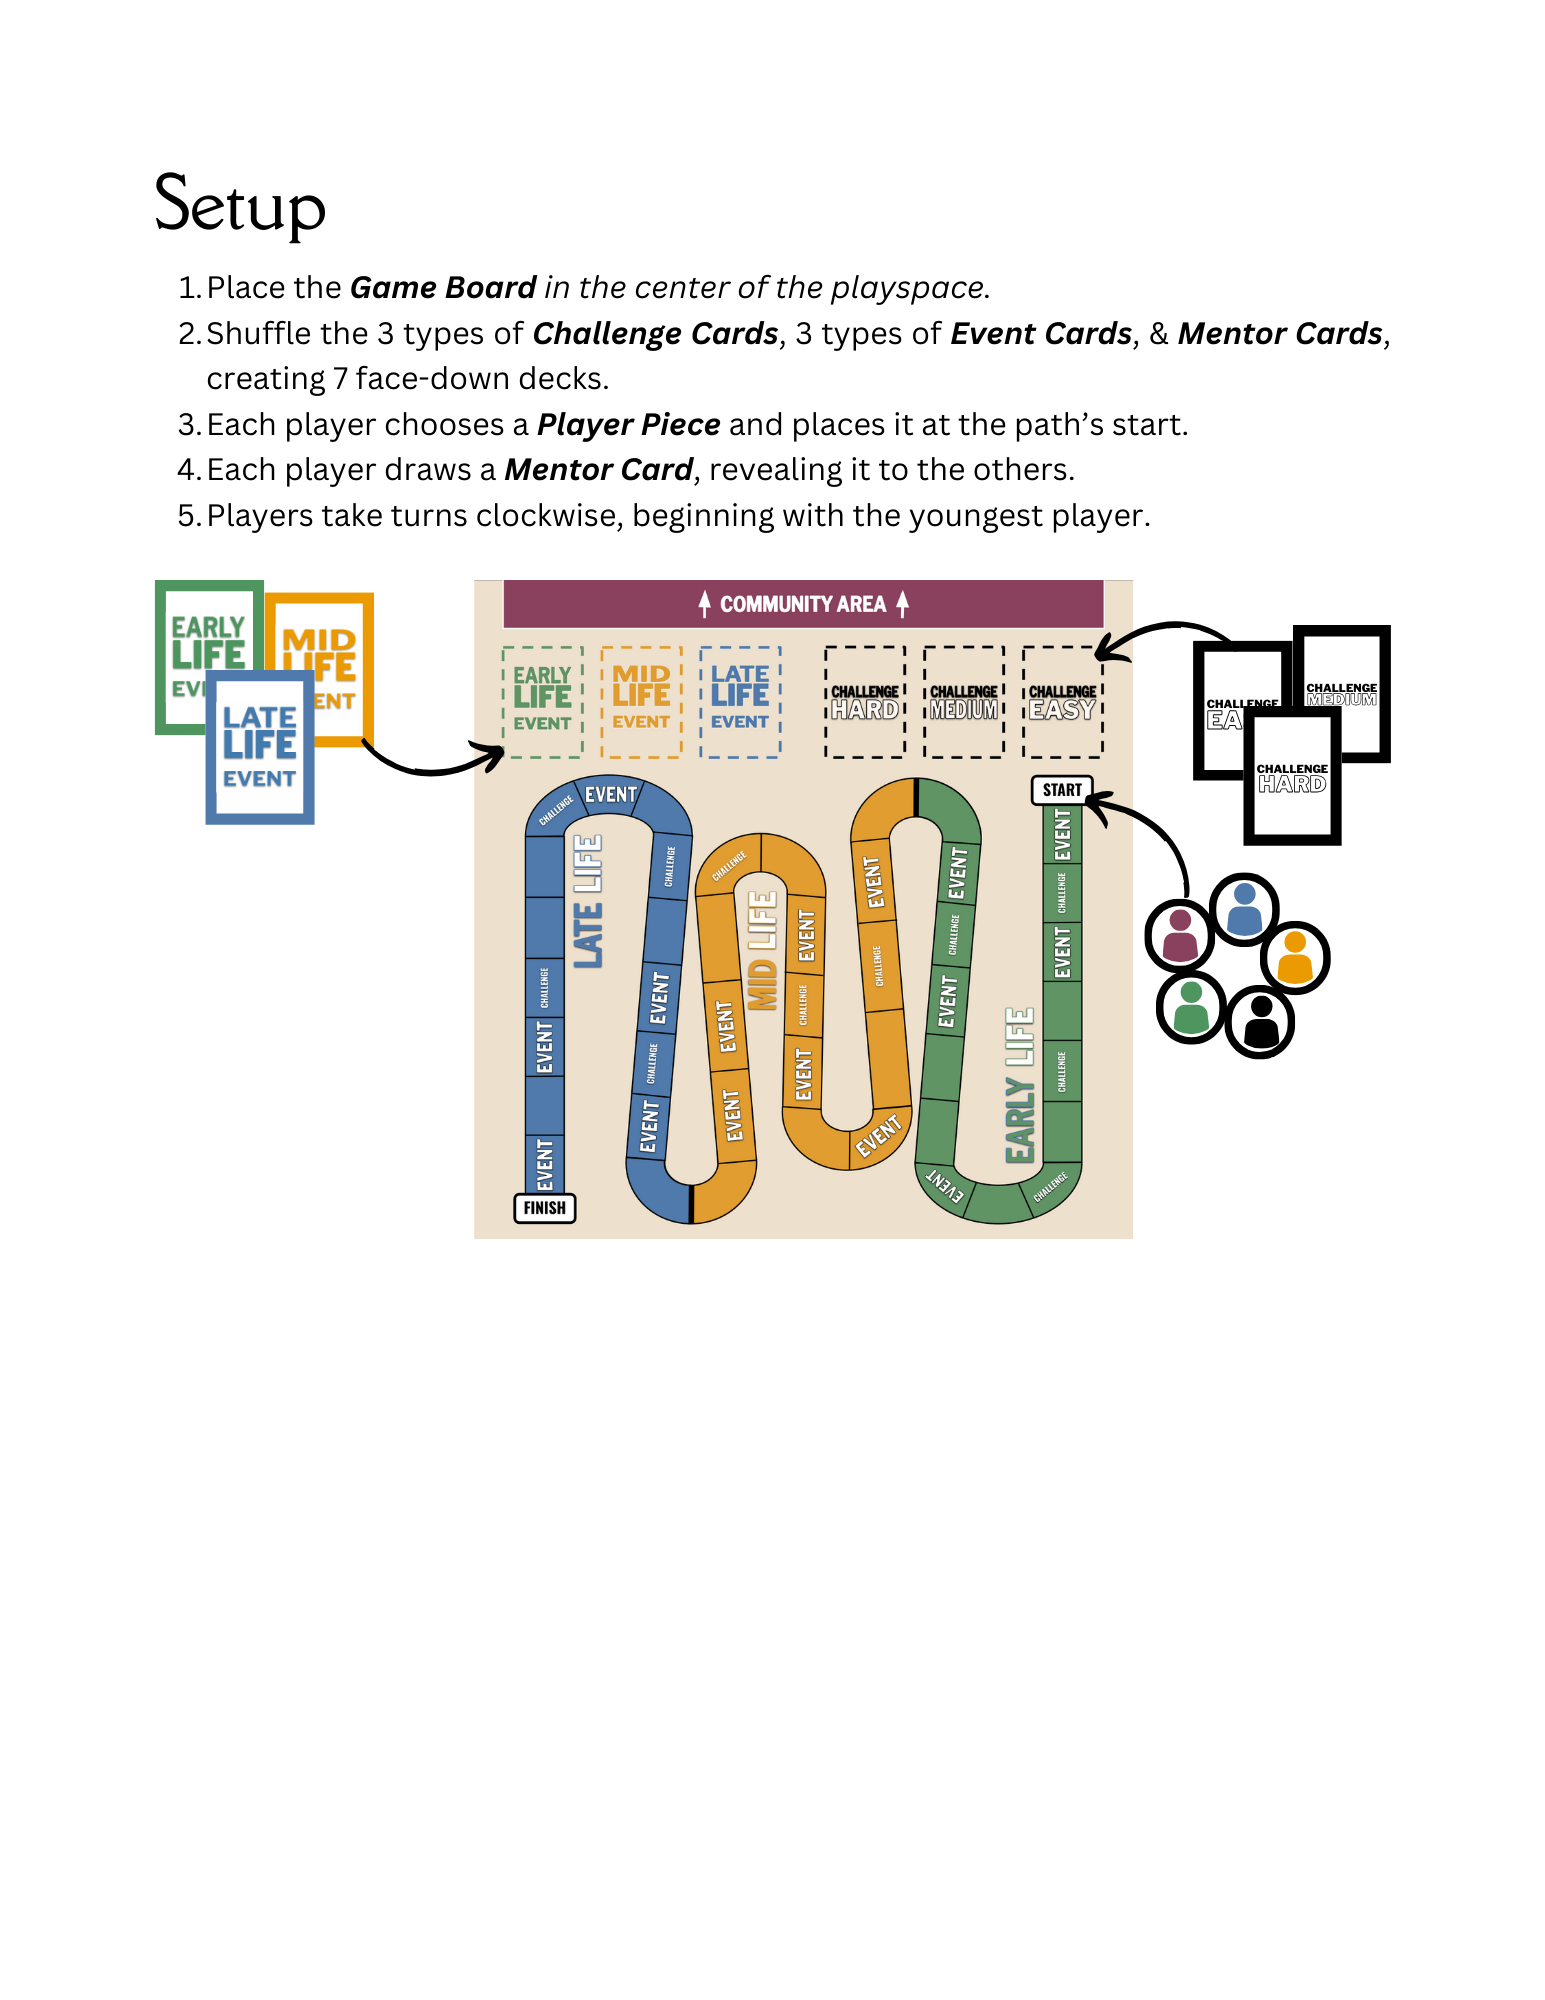 Setup
1. Place the Game Board in the center of the playspace.
2. Shuffle the 3 types of Challenge Cards, 3 types of Event Cards, & Mentor Cards,
creating 7 face-down decks.
3. Each player chooses a Player Piece and places it at the path’s start.
4. Each player draws a Mentor Card, revealing it to the others.
5. Players take turns clockwise, beginning with the youngest player.
EARLY
LIFE
EV
MID
LIFE
ENT
LATE
LIFE
EVENT
COMMUNITY AREA
EARLY
LIFE
EVENT
MID
LIFE
EVENT
LATE
LIFE
EVENT
CHALLENGE
HARD
CHALLENGE
MEDIUM
CHALLENGE
EASY
CHALLENGE
EA
CHALLENGE
MEDIUM
CHALLENGE
HARD
START
EVENT
CHALLENGE
EVENT
CHALLENGE
CHALLENGE
EVENT
EVENT
CHALLENGE
EVENT
EARLY LIFE
EVENT
CHALLENGE
EVENT
EVENT
CHALLENGE
EVENT
CHALLENGE
EVENT
EVENT
MID LIFE
EVENT
CHALLENGE
EVENT
CHALLENGE
EVENT
CHALLENGE
CHALLENGE
EVENT
EVENT
LATE LIFE
FINISH